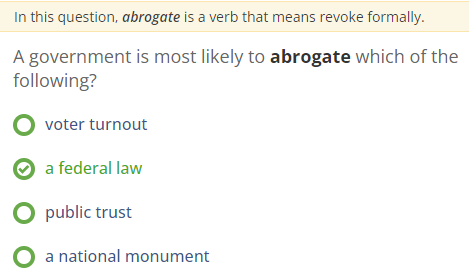 In this question, abrogate is a verb that means revoke formally.
A government is most likely to abrogate which of the
following?
voter turnout
a federal law
public trust
a national monument